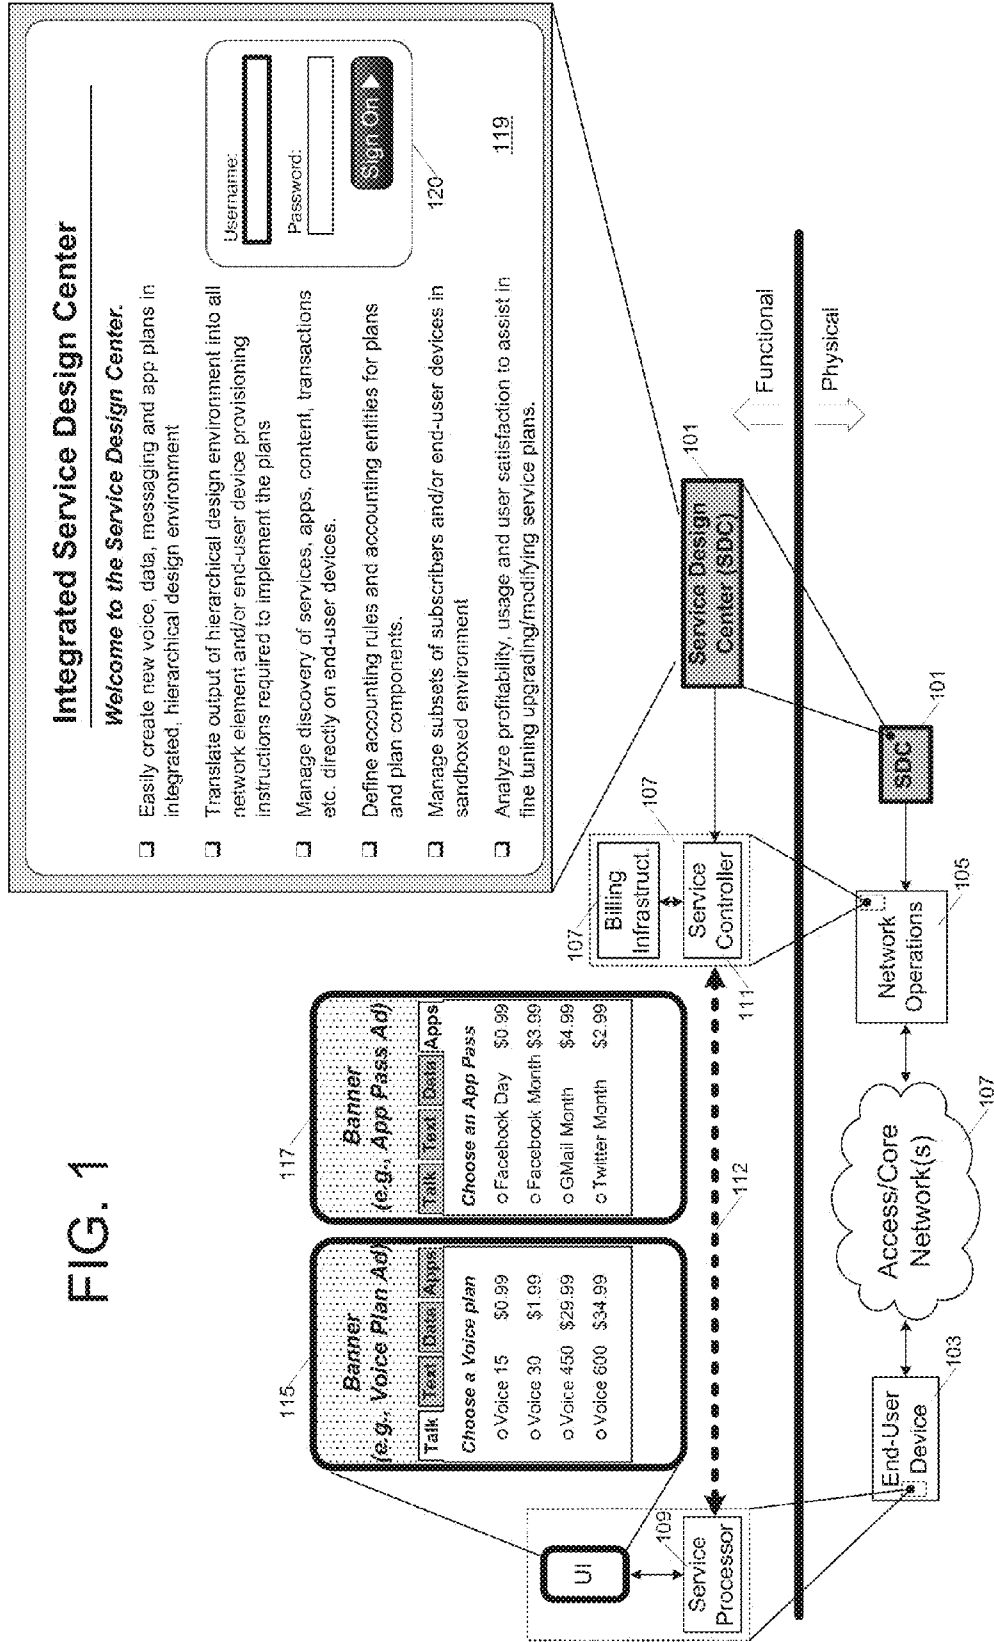 FIG. 1
Integrated Service Design Center
Welcome to the Service Design Center.
❑ Easily create new voice, data, messaging and app plans in
integrated, hierarchical design environment
❑ Translate output of hierarchical design environment into all
network element and/or end-user device provisioning
instructions required to implement the plans
❑ Manage discovery of services, apps, content, transactions
etc. directly on end-user devices.
❑ Define accounting rules and accounting entities for plans
and plan components.
❑ Manage subsets of subscribers and/or end-user devices in
sandboxed environment
❑ Analyze profitability, usage and user satisfaction to assist in
fine tuning upgrading/modifying service plans.
Username:
Password:
Sign On ▶
120
119
115
Banner
(e.g., Voice Plan Ad)
Talk Text Data Apps
Choose a Voice plan
o Voice 15 $0.99
o Voice 30 $1.99
o Voice 450 $29.99
o Voice 600 $34.99
117
Banner
(e.g., App Pass Ad)
Talk Text Data Apps
Choose an App Pass
o Facebook Day $0.99
o Facebook Month $3.99
o GMail Month $4.99
o Twitter Month $2.99
UI
109
Service
Processor
112
107
Billing
Infrastruct.
107
Service
Controller
111
Service Design
Center (SDC)
101
Functional
Physical
End-User
Device
103
Access/Core
Network(s)
107
Network
Operations
105
SDC
101